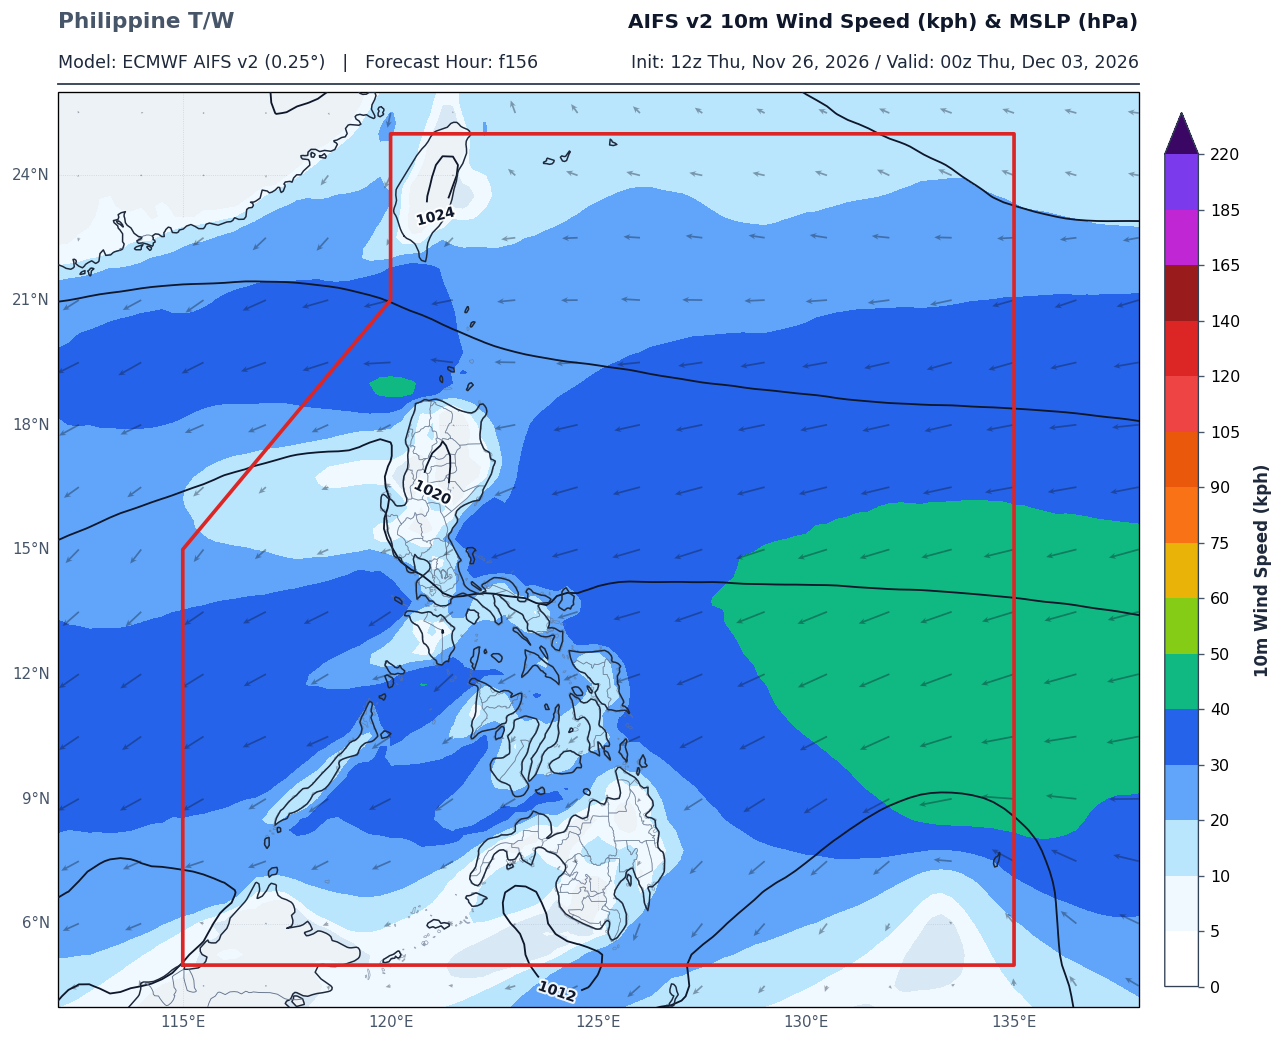 Philippine T/W
AIFS v2 10m Wind Speed (kph) & MSLP (hPa)
Model: ECMWF AIFS v2 (0.25°) | Forecast Hour: f156
Init: 12z Thu, Nov 26, 2026 / Valid: 00z Thu, Dec 03, 2026
24°N
21°N
18°N
15°N
12°N
9°N
6°N
115°E
120°E
125°E
130°E
135°E
1024
1020
1012
220
185
165
140
120
105
90
75
60
50
40
30
20
10
5
0
10m Wind Speed (kph)